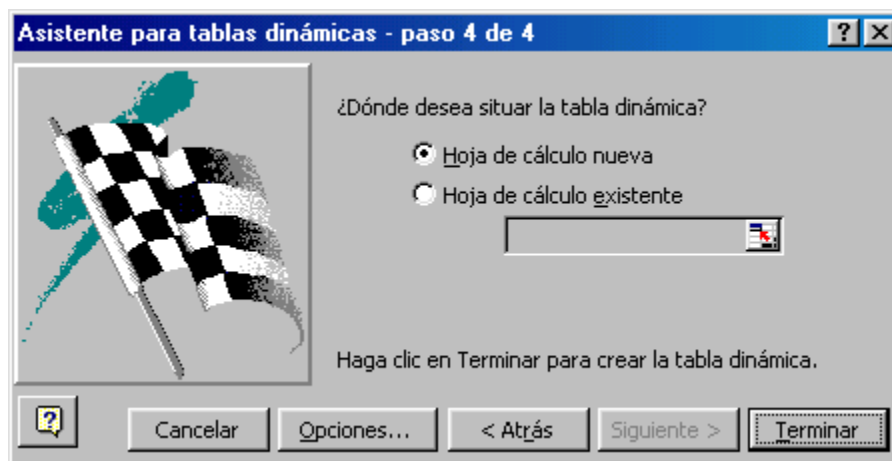 Asistente para tablas dinámicas - paso 4 de 4
¿Dónde desea situar la tabla dinámica?
Hoja de cálculo nueva
Hoja de cálculo existente
Haga clic en Terminar para crear la tabla dinámica.
Cancelar Opciones... < Atrás Siguiente > Terminar